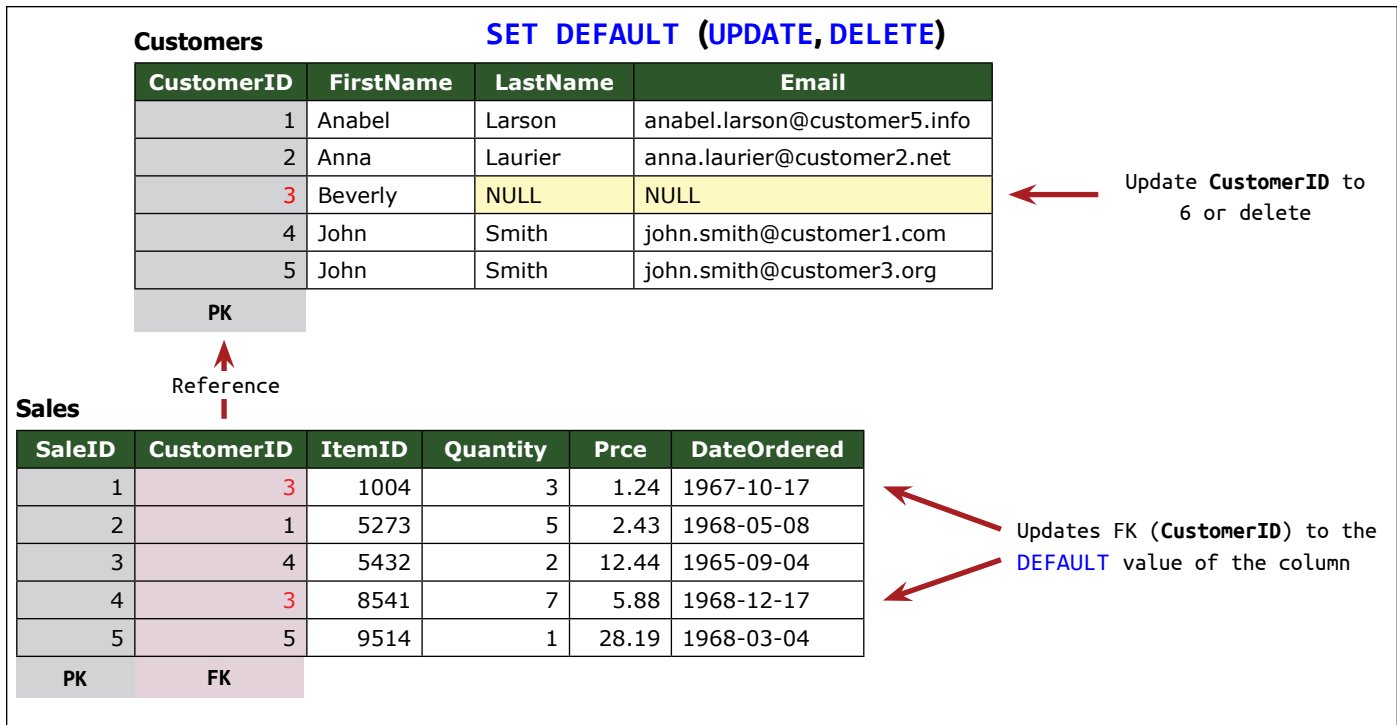 SET DEFAULT (UPDATE, DELETE)
Customers
CustomerID FirstName LastName Email
1 Anabel Larson anabel.larson@customer5.info
2 Anna Laurier anna.laurier@customer2.net
3 Beverly NULL NULL
4 John Smith john.smith@customer1.com
5 John Smith john.smith@customer3.org
PK
Update CustomerID to
6 or delete
Reference
Sales
SaleID CustomerID ItemID Quantity Prce DateOrdered
1 3 1004 3 1.24 1967-10-17
2 1 5273 5 2.43 1968-05-08
3 4 5432 2 12.44 1965-09-04
4 3 8541 7 5.88 1968-12-17
5 5 9514 1 28.19 1968-03-04
PK FK
Updates FK (CustomerID) to the
DEFAULT value of the column